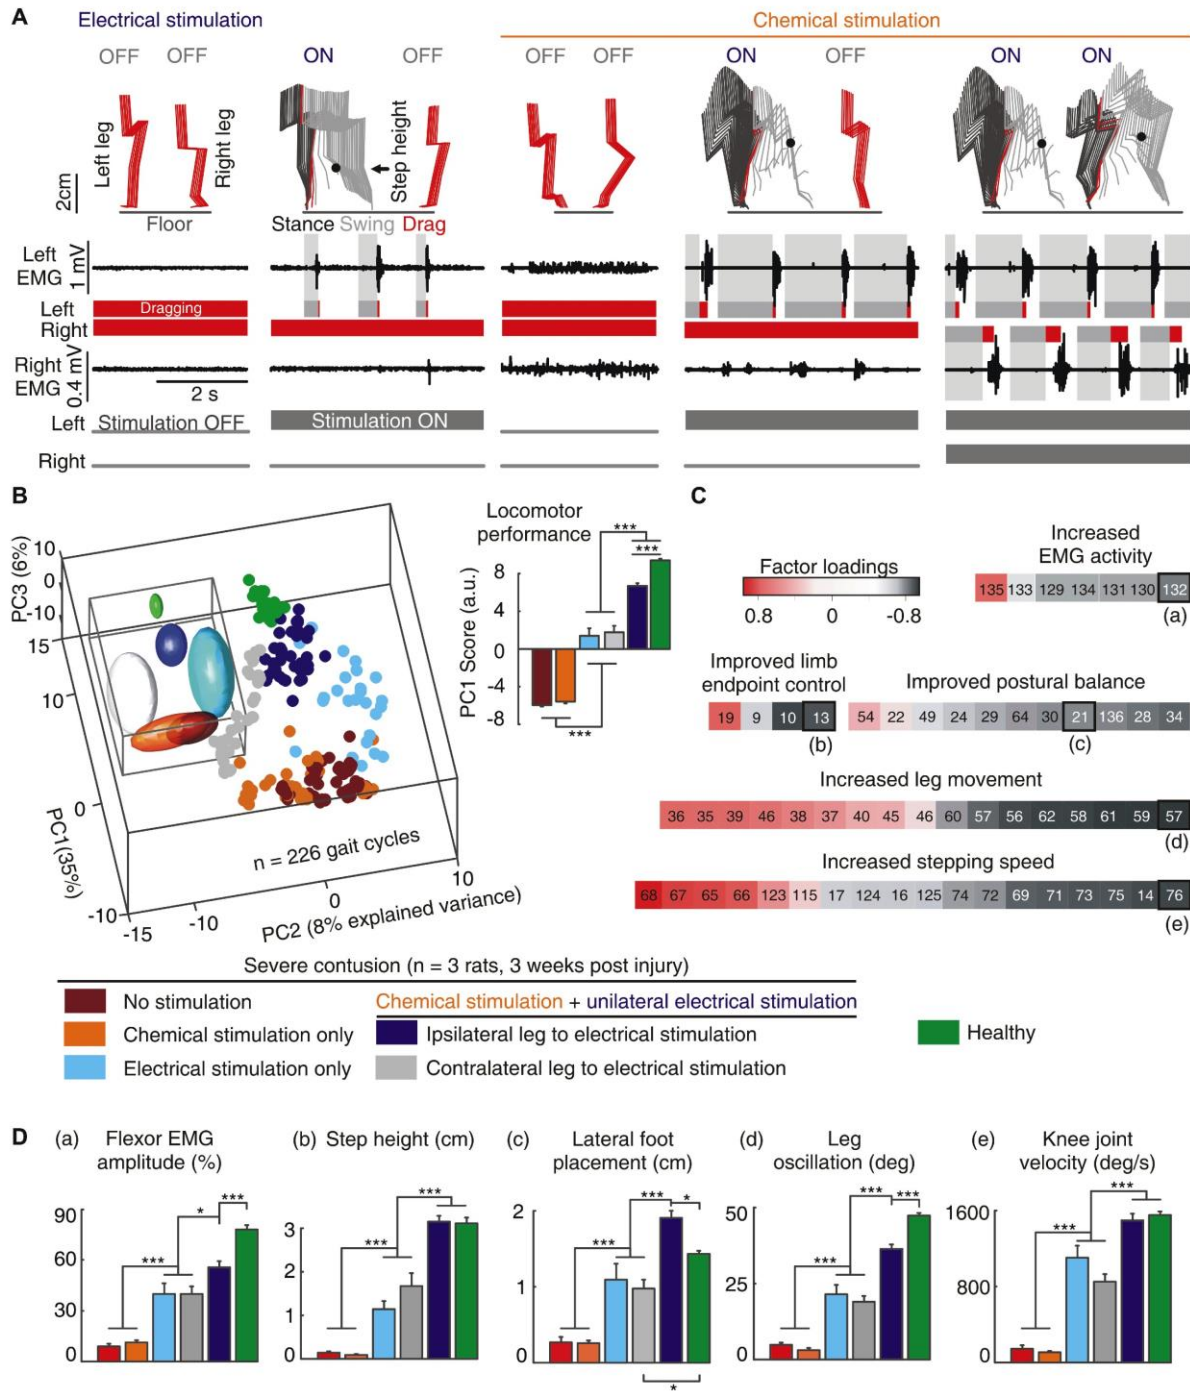 A
Electrical stimulation
Chemical stimulation
OFF OFF ON OFF OFF OFF ON OFF ON ON
Left leg
Right leg
Step height
2cm
Floor
Stance Swing Drag
Left
EMG
1 mV
Left
Dragging
Right
Right
EMG
0.4 mV
2 s
Left
Stimulation OFF
Stimulation ON
Right
B
PC3 (6%)
10
0
-10
15
10
0
-10
PC1(35%)
-15
-10
0
10
PC2 (8% explained variance)
n = 226 gait cycles
Locomotor
performance
PC1 Score (a.u.)
8
4
0
-4
-8
***
***
***
C
Factor loadings
0.8 0 -0.8
Increased
EMG activity
135 133 129 134 131 130 132
(a)
Improved limb
endpoint control
19 9 10 13
(b)
Improved postural balance
54 22 49 24 29 64 30 21 136 28 34
(c)
Increased leg movement
36 35 39 46 38 37 40 45 46 60 57 56 62 58 61 59 57
(d)
Increased stepping speed
68 67 65 66 123 115 17 124 16 125 74 72 69 71 73 75 14 76
(e)
Severe contusion (n = 3 rats, 3 weeks post injury)
No stimulation
Chemical stimulation only
Electrical stimulation only
Chemical stimulation + unilateral electrical stimulation
Ipsilateral leg to electrical stimulation
Contralateral leg to electrical stimulation
Healthy
D
(a) Flexor EMG
amplitude (%)
90
60
30
0
***
*
***
(b) Step height (cm)
3
2
1
0
***
***
(c) Lateral foot
placement (cm)
2
1
0
***
***
*
*
(d) Leg
oscillation (deg)
50
25
0
***
***
***
(e) Knee joint
velocity (deg/s)
1600
800
0
***
***